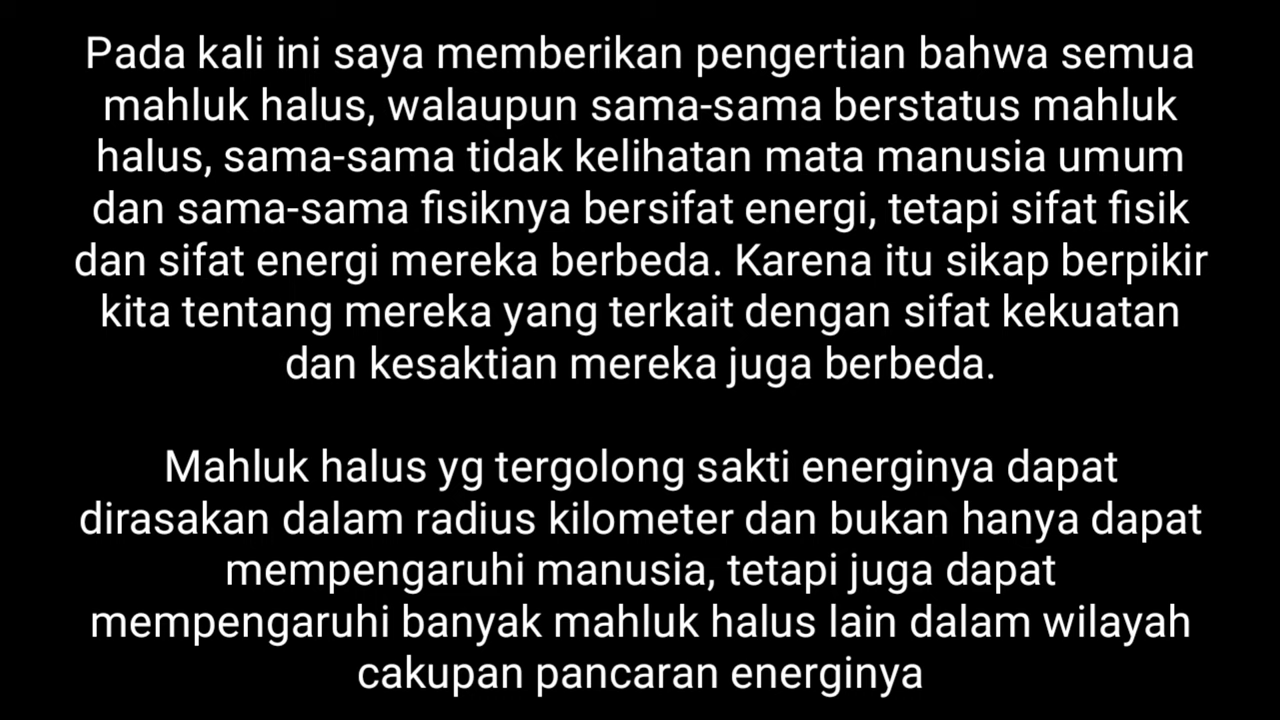 Pada kali ini saya memberikan pengertian bahwa semua
mahluk halus, walaupun sama-sama berstatus mahluk
halus, sama-sama tidak kelihatan mata manusia umum
dan sama-sama fisiknya bersifat energi, tetapi sifat fisik
dan sifat energi mereka berbeda. Karena itu sikap berpikir
kita tentang mereka yang terkait dengan sifat kekuatan
dan kesaktian mereka juga berbeda.
Mahluk halus yg tergolong sakti energinya dapat
dirasakan dalam radius kilometer dan bukan hanya dapat
mempengaruhi manusia, tetapi juga dapat
mempengaruhi banyak mahluk halus lain dalam wilayah
cakupan pancaran energinya